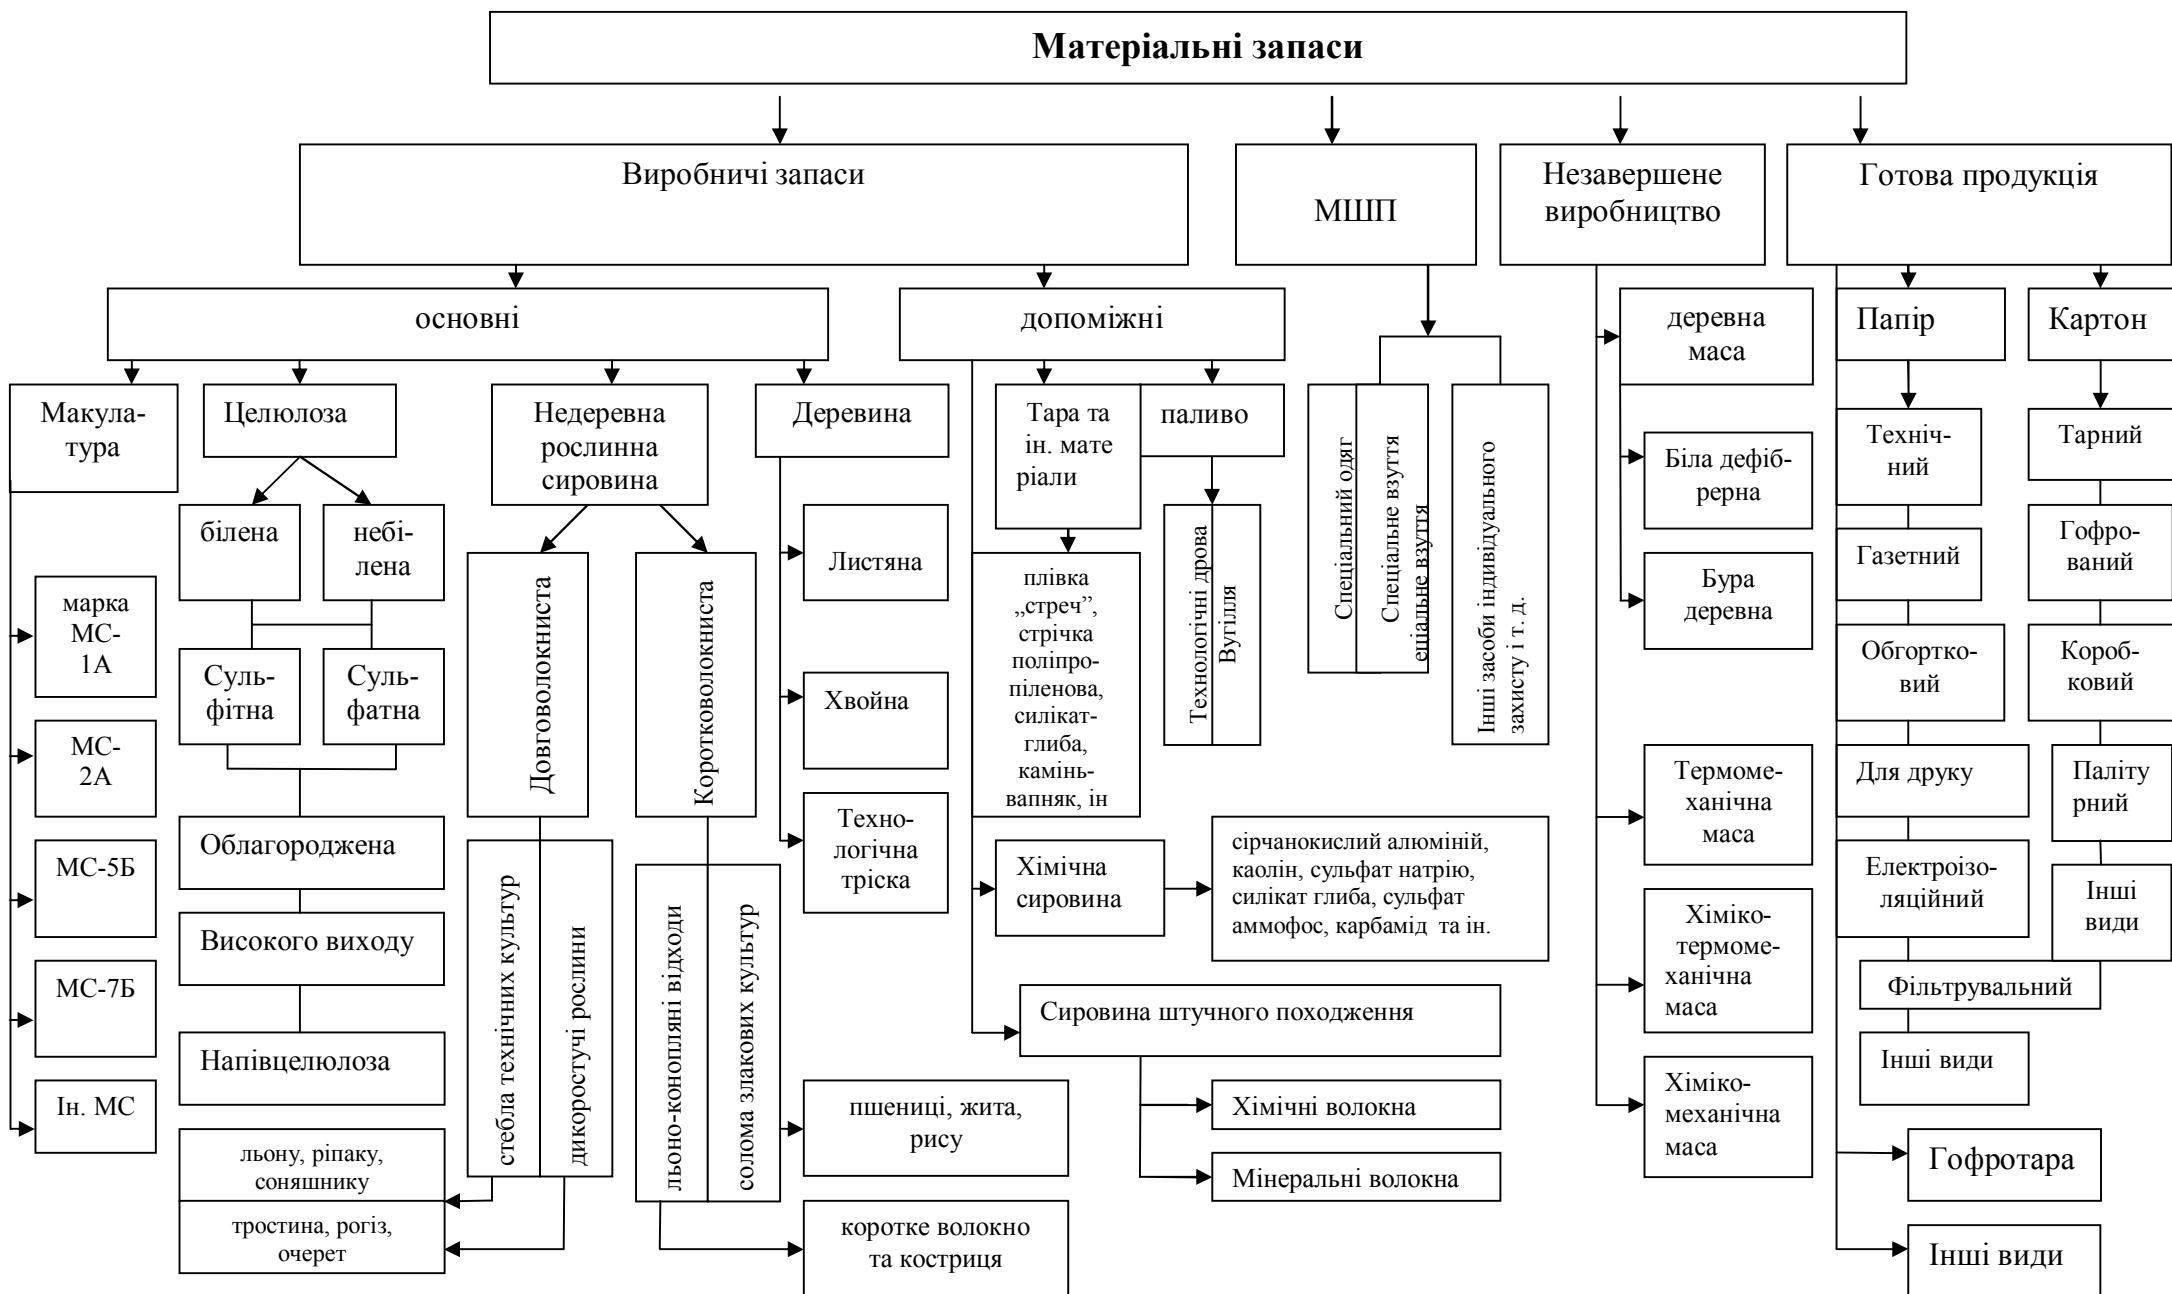 Матеріальні запаси
Виробничі запаси
МШП
Незавершене
виробництво
Готова продукція
основні
допоміжні
деревна
маса
Папір
Картон
Макула-
тура
Целюлоза
Недеревна
рослинна
сировина
Деревина
Тара та
ін. мате
ріали
паливо
Спеціальний одяг
Спеціальне взуття
еціальне взуття
Інші засоби індивідуального
захисту і т. д.
Техніч-
ний
Тарний
білена
небі-
лена
Листяна
Біла дефіб-
рерна
Газетний
Гофро-
ваний
Довговолокниста
Коротковолокниста
плівка
„стреч”,
стрічка
поліпро-
піленова,
силікат-
глиба,
камінь-
вапняк, ін
Технологічні дрова
Вугілля
марка
МС-
1А
Бура
деревна
Суль-
фітна
Суль-
фатна
Хвойна
Обгортко-
вий
Короб-
ковий
МС-
2А
Термоме-
ханічна
маса
Для друку
Паліту
рний
Облагороджена
Техно-
логічна
тріска
МС-5Б
Хімічна
сировина
сірчанокислий алюміній,
каолін, сульфат натрію,
силікат глиба, сульфат
аммофос, карбамід  та ін.
Електроізо-
ляційний
Інші
види
стебла технічних культур
дикоростучі рослини
льоно-конопляні відходи
солома злакових культур
Високого виходу
Хіміко-
термоме-
ханічна
маса
МС-7Б
Сировина штучного походження
Фільтрувальний
Напівцелюлоза
Інші види
Ін. МС
пшениці, жита,
рису
Хімічні волокна
Хіміко-
механічна
маса
льону, ріпаку,
соняшнику
Мінеральні волокна
Гофротара
тростина, рогіз,
очерет
коротке волокно
та костриця
Інші види